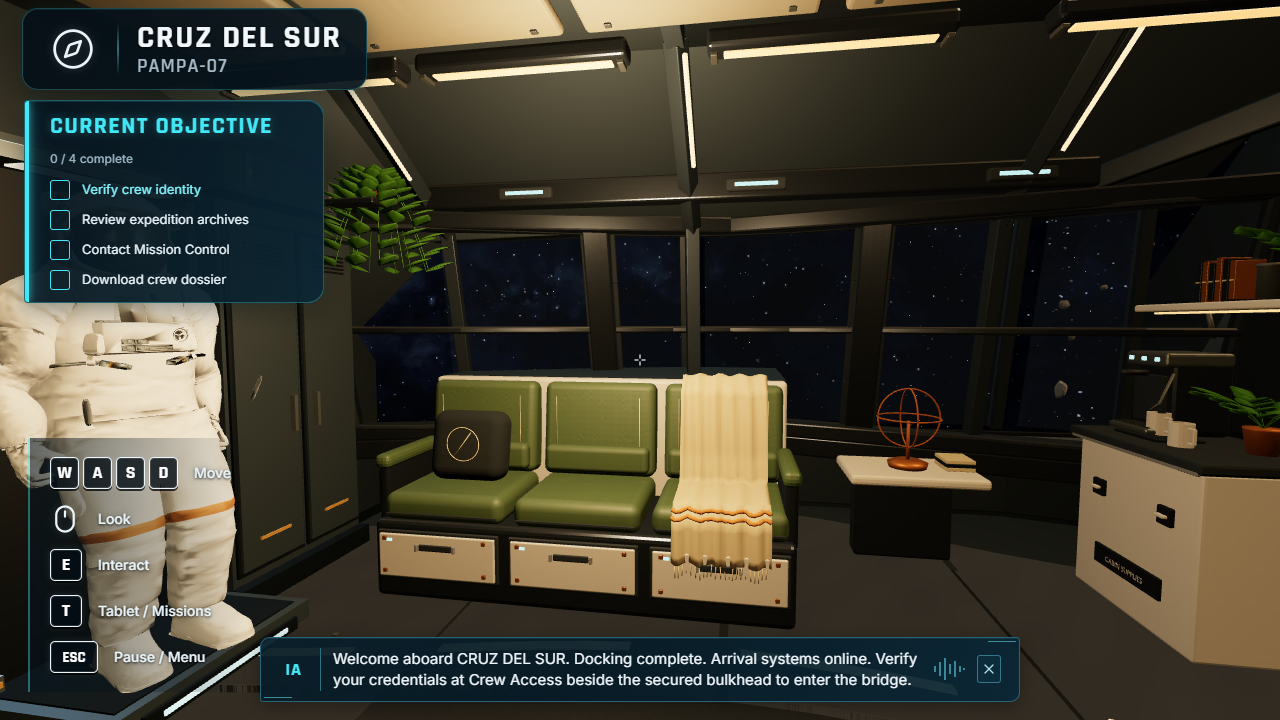 CRUZ DEL SUR
PAMPA-07
CURRENT OBJECTIVE
0 / 4 complete
Verify crew identity
Review expedition archives
Contact Mission Control
Download crew dossier
W A S D Move
Look
E Interact
T Tablet / Missions
ESC Pause / Menu
CABIN SUPPLIES
IA
Welcome aboard CRUZ DEL SUR. Docking complete. Arrival systems online. Verify
your credentials at Crew Access beside the secured bulkhead to enter the bridge.